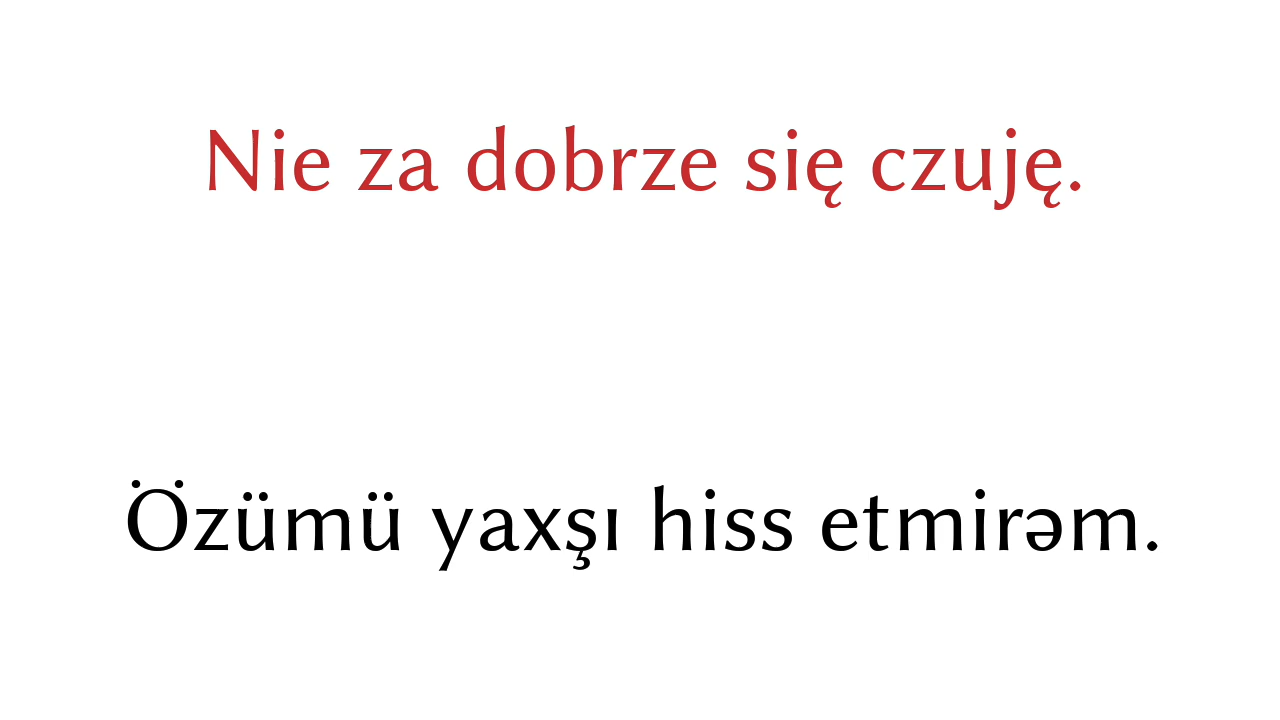 Nie za dobrze się czuję.
Özümü yaxşı hiss etmirəm.